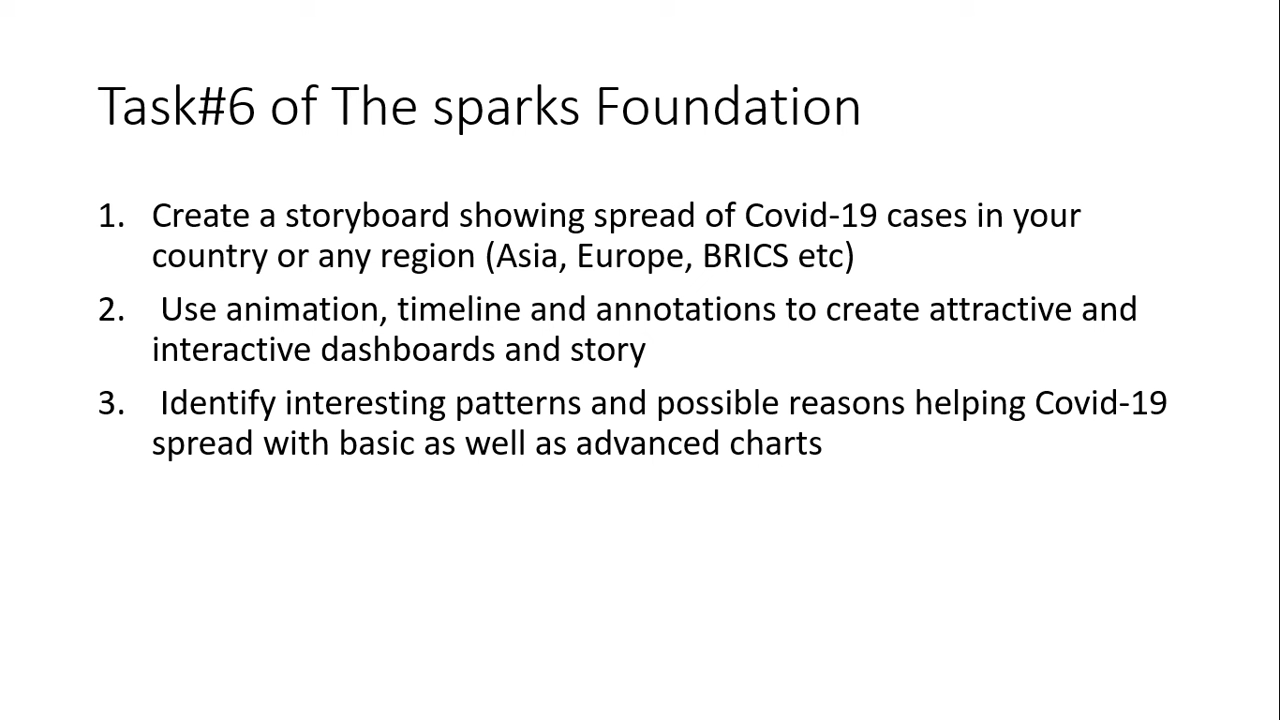 Task#6 of The sparks Foundation
1. Create a storyboard showing spread of Covid-19 cases in your
country or any region (Asia, Europe, BRICS etc)
2. Use animation, timeline and annotations to create attractive and
interactive dashboards and story
3. Identify interesting patterns and possible reasons helping Covid-19
spread with basic as well as advanced charts